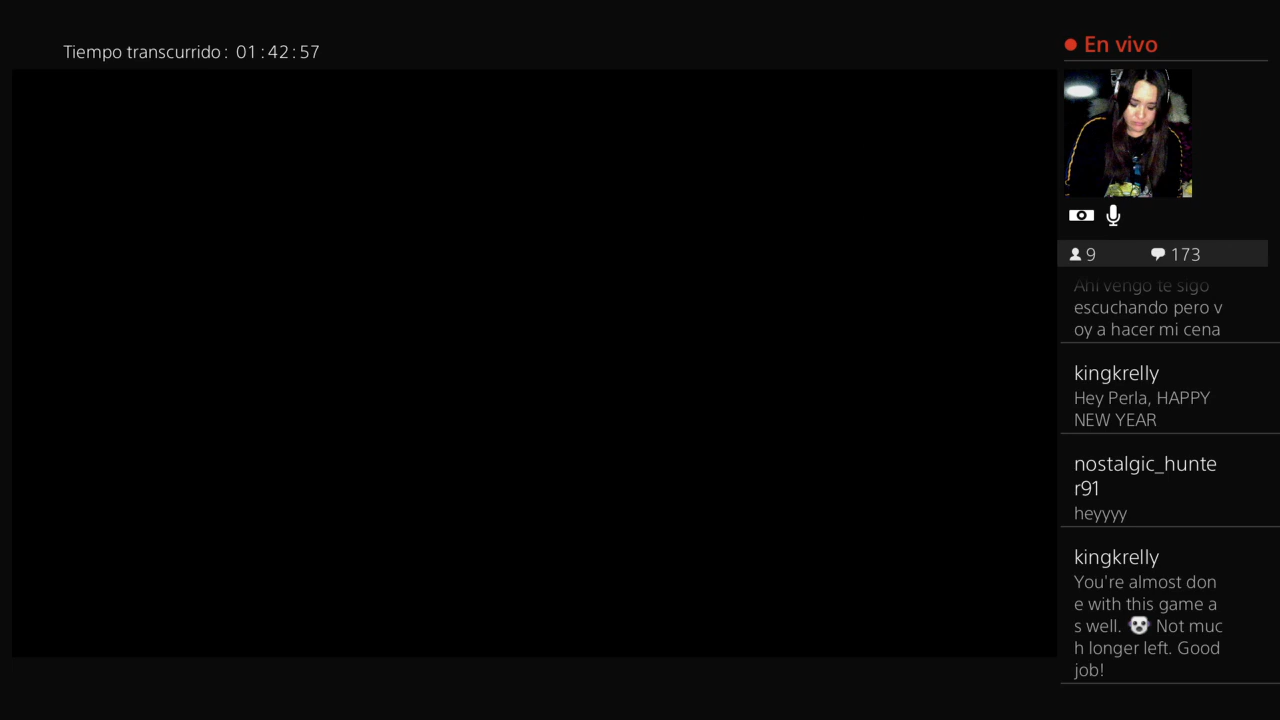 Tiempo transcurrido: 01:42:57
En vivo
9 173
Ahí vengo te sigo
escuchando pero v
oy a hacer mi cena
kingkrelly
Hey Perla, HAPPY
NEW YEAR
nostalgic_hunte
r91
heyyyy
kingkrelly
You're almost don
e with this game a
s well. 💀 Not muc
h longer left. Good
job!